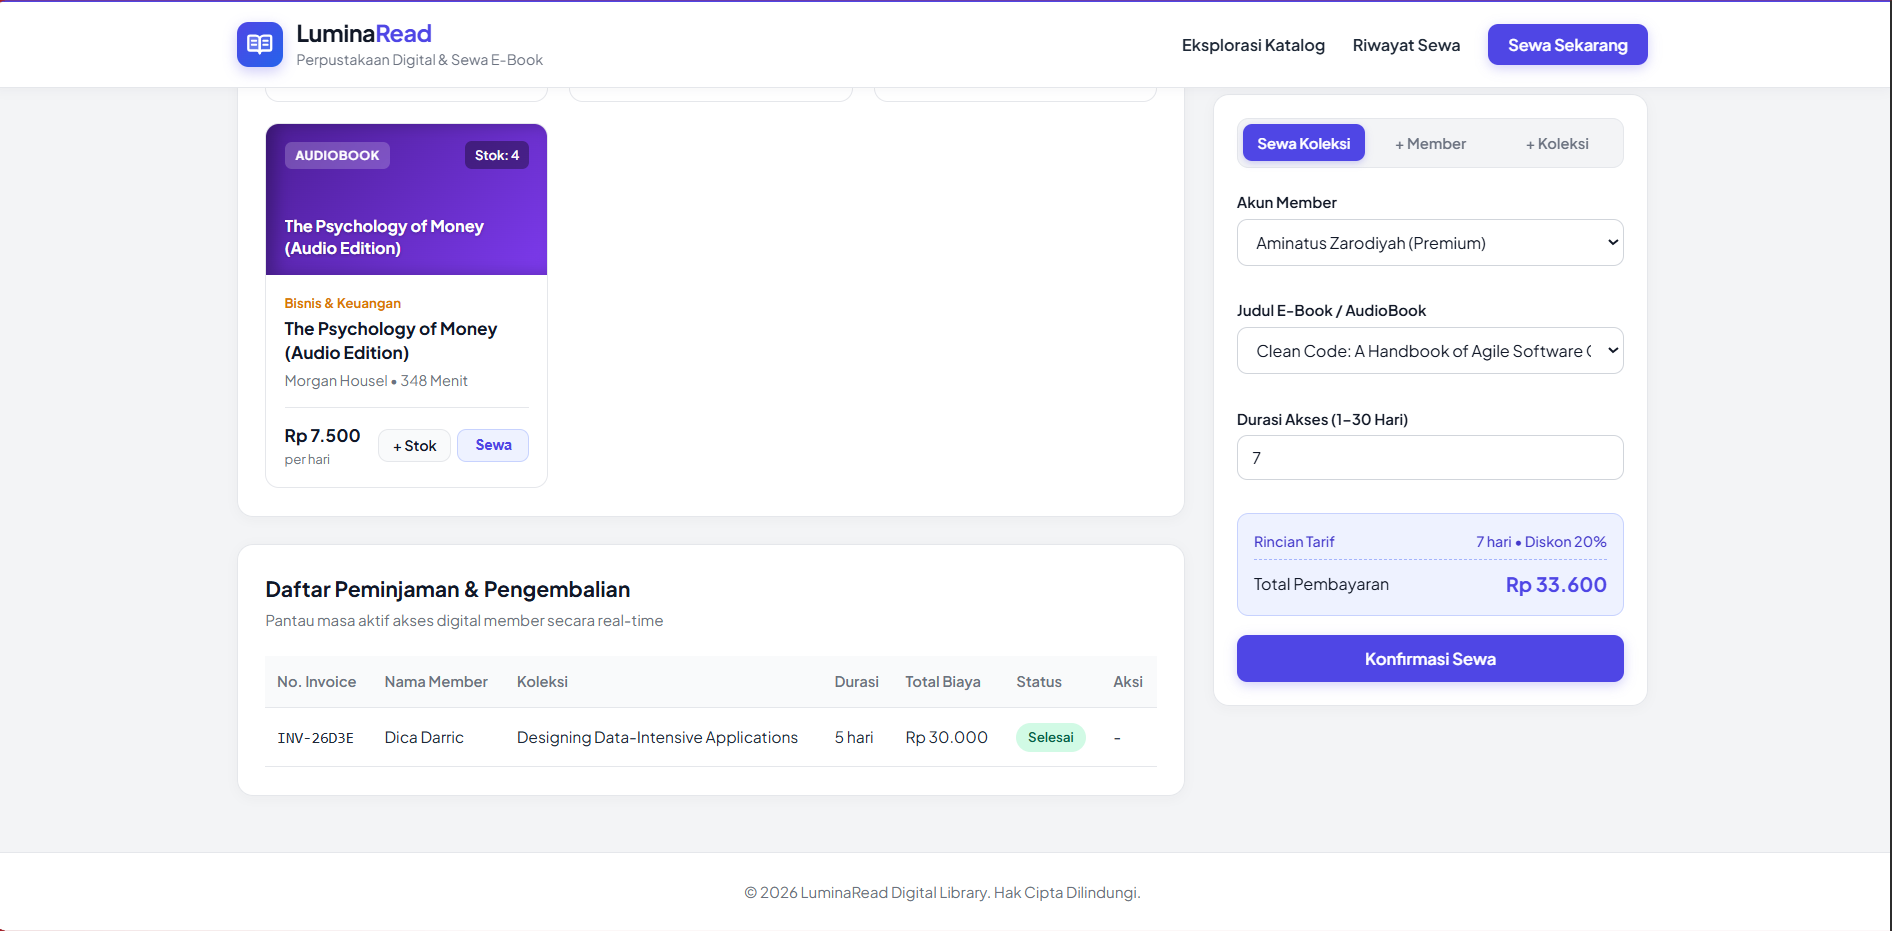 LuminaRead
Perpustakaan Digital & Sewa E-Book
Eksplorasi Katalog
Riwayat Sewa
Sewa Sekarang
AUDIOBOOK
Stok: 4
The Psychology of Money
(Audio Edition)
Bisnis & Keuangan
The Psychology of Money
(Audio Edition)
Morgan Housel • 348 Menit
Rp 7.500
per hari
+ Stok
Sewa
Daftar Peminjaman & Pengembalian
Pantau masa aktif akses digital member secara real-time
No. Invoice Nama Member Koleksi Durasi Total Biaya Status Aksi
INV-26D3E Dica Darric Designing Data-Intensive Applications 5 hari Rp 30.000 Selesai -
Sewa Koleksi
+ Member
+ Koleksi
Akun Member
Aminatus Zarodiyah (Premium)
Judul E-Book / AudioBook
Clean Code: A Handbook of Agile Software
Durasi Akses (1-30 Hari)
7
Rincian Tarif 7 hari • Diskon 20%
Total Pembayaran Rp 33.600
Konfirmasi Sewa
© 2026 LuminaRead Digital Library. Hak Cipta Dilindungi.